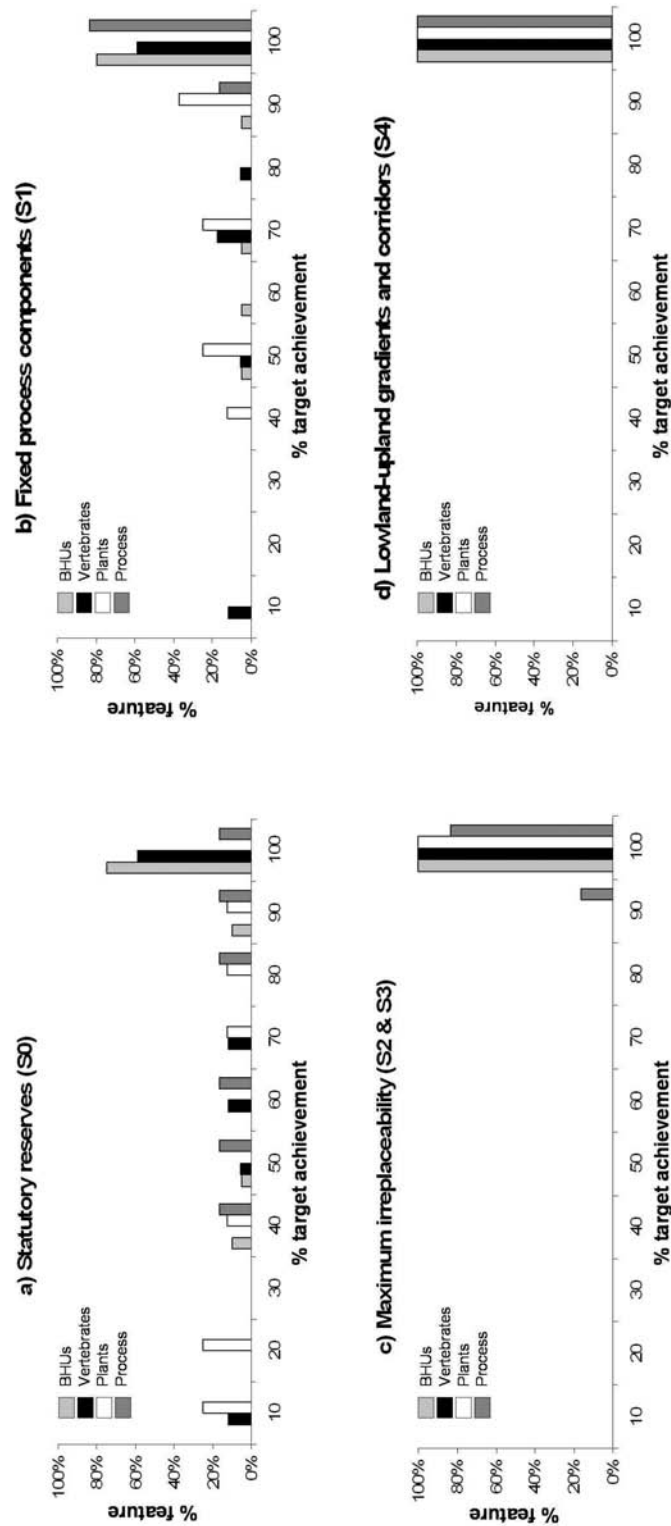 a) Statutory reserves (S0)
BHUs
Vertebrates
Plants
Process
100%
80%
60%
40%
20%
0%
% feature
10 20 30 40 50 60 70 80 90 100
% target achievement
b) Fixed process components (S1)
BHUs
Vertebrates
Plants
Process
100%
80%
60%
40%
20%
0%
% feature
10 20 30 40 50 60 70 80 90 100
% target achievement
c) Maximum irreplaceability (S2 & S3)
BHUs
Vertebrates
Plants
Process
100%
80%
60%
40%
20%
0%
% feature
10 20 30 40 50 60 70 80 90 100
% target achievement
d) Lowland-upland gradients and corridors (S4)
BHUs
Vertebrates
Plants
Process
100%
80%
60%
40%
20%
0%
% feature
10 20 30 40 50 60 70 80 90 100
% target achievement